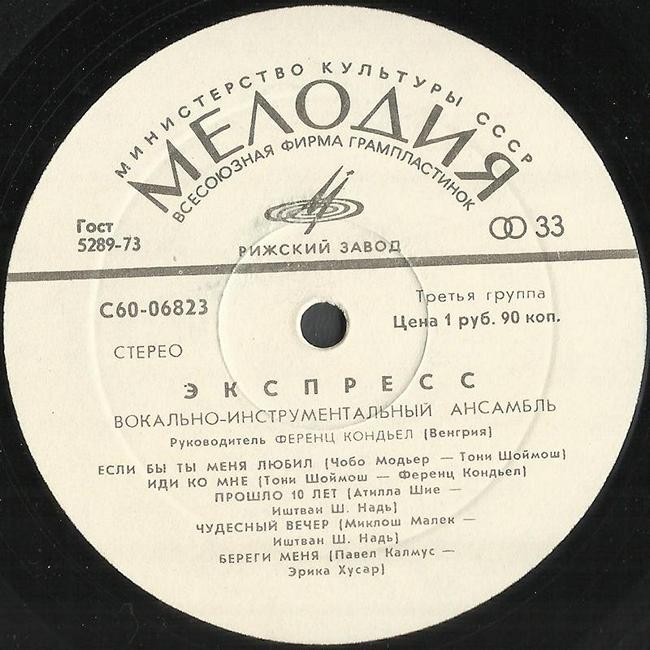 МИНИСТЕРСТВО КУЛЬТУРЫ СССР
МЕЛОДИЯ
ВСЕСОЮЗНАЯ ФИРМА ГРАМПЛАСТИНОК
Гост
5289-73
33
РИЖСКИЙ ЗАВОД
С60-06823
Третья группа
Цена 1 руб. 90 коп.
СТЕРЕО
ЭКСПРЕСС
ВОКАЛЬНО-ИНСТРУМЕНТАЛЬНЫЙ АНСАМБЛЬ
Руководитель ФЕРЕНЦ КОНДЬЕЛ (Венгрия)
ЕСЛИ БЫ ТЫ МЕНЯ ЛЮБИЛ (Чобо Модьер — Тони Шоймош)
ИДИ КО МНЕ (Тони Шоймош — Ференц Кондьел)
ПРОШЛО 10 ЛЕТ (Атилла Шие —
Иштван Ш. Надь)
ЧУДЕСНЫЙ ВЕЧЕР (Миклош Малек —
Иштван Ш. Надь)
БЕРЕГИ МЕНЯ (Павел Калмус —
Эрика Хусар)